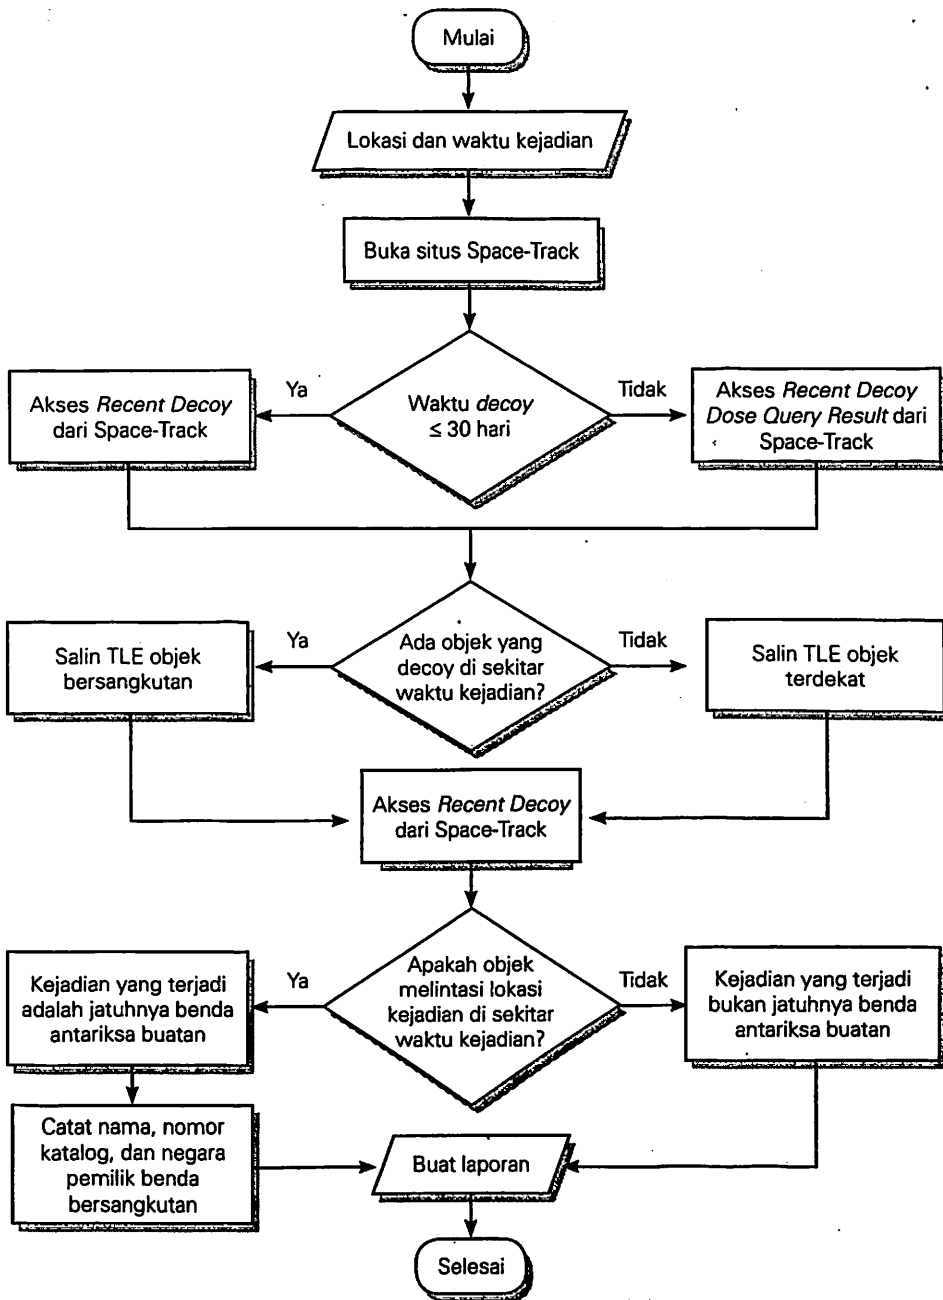 Mulai
Lokasi dan waktu kejadian
Buka situs Space-Track
Akses Recent Decoy
dari Space-Track
Ya
Waktu decoy
≤ 30 hari
Tidak
Akses Recent Decoy
Dose Query Result dari
Space-Track
Salin TLE objek
bersangkutan
Ya
Ada objek yang
decoy di sekitar
waktu kejadian?
Tidak
Salin TLE objek
terdekat
Akses Recent Decoy
dari Space-Track
Kejadian yang terjadi
adalah jatuhnya benda
antariksa buatan
Ya
Apakah objek
melintasi lokasi
kejadian di sekitar
waktu kejadian?
Tidak
Kejadian yang terjadi
bukan jatuhnya benda
antariksa buatan
Catat nama, nomor
katalog, dan negara
pemilik benda
bersangkutan
Buat laporan
Selesai